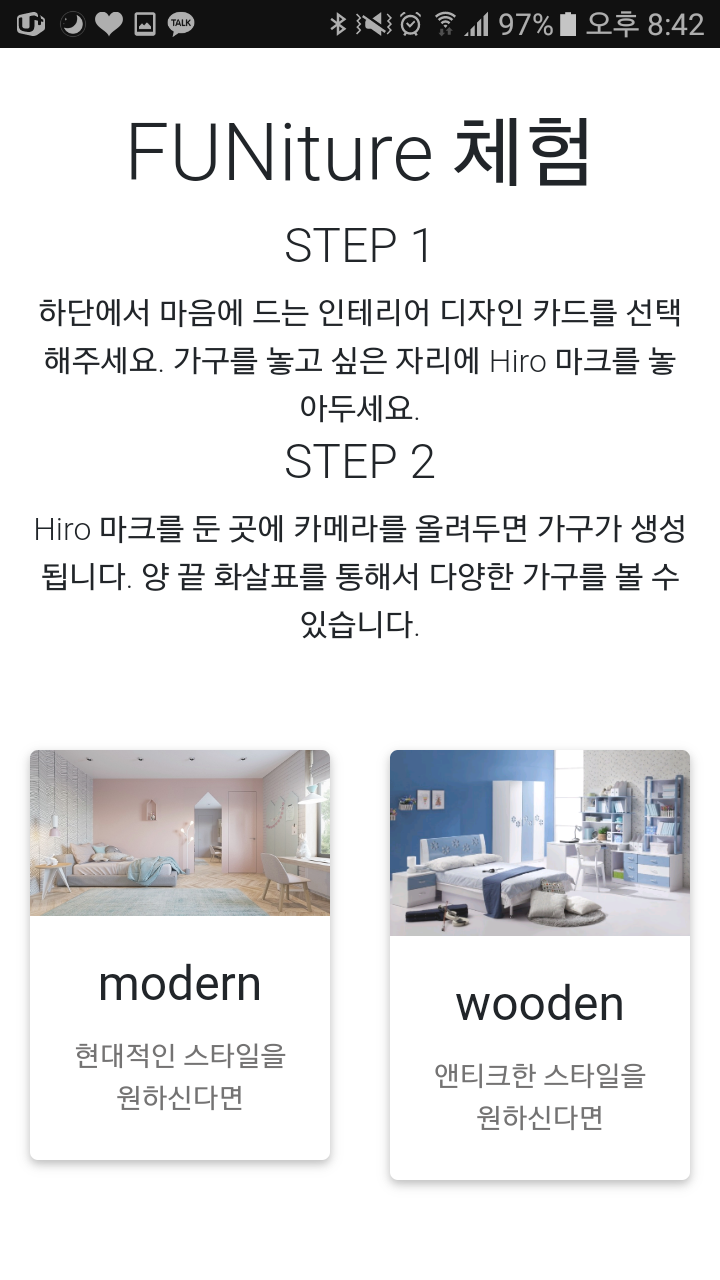 TALK 97% 오후 8:42
FUNiture 체험
STEP 1
하단에서 마음에 드는 인테리어 디자인 카드를 선택
해주세요. 가구를 놓고 싶은 자리에 Hiro 마크를 놓
아두세요.
STEP 2
Hiro 마크를 둔 곳에 카메라를 올려두면 가구가 생성
됩니다. 양 끝 화살표를 통해서 다양한 가구를 볼 수
있습니다.
modern
현대적인 스타일을
원하신다면
wooden
앤티크한 스타일을
원하신다면